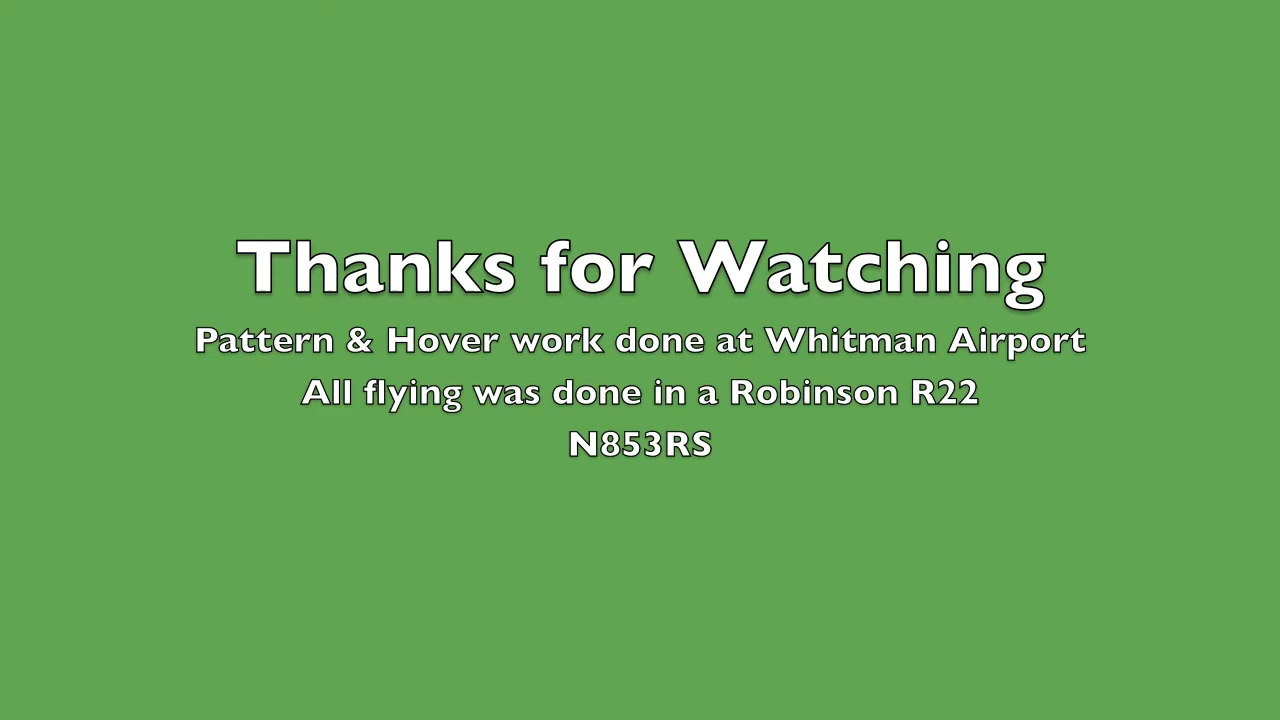 Thanks for Watching
Pattern & Hover work done at Whitman Airport
All flying was done in a Robinson R22
N853RS